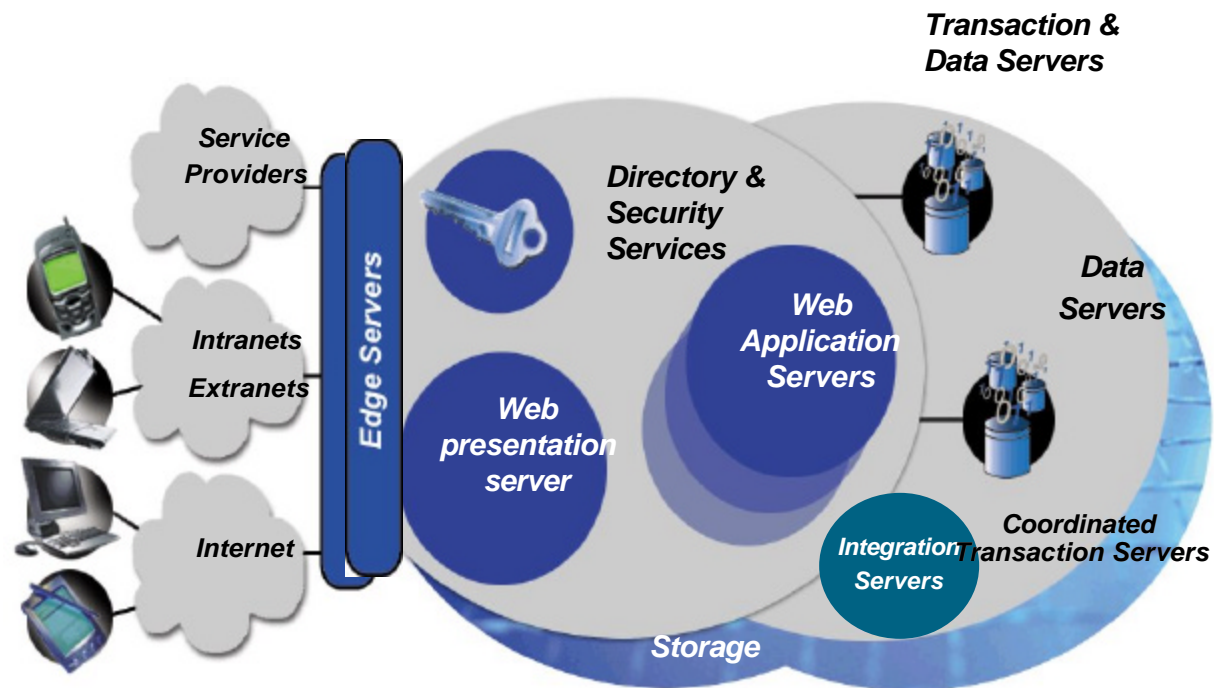 Transaction &
Data Servers
Service
Providers
Directory &
Security
Services
Edge Servers
Data
Servers
Web
Application
Servers
Intranets
Extranets
Web
presentation
server
Internet
Integration
Servers
Coordinated
Transaction Servers
Storage